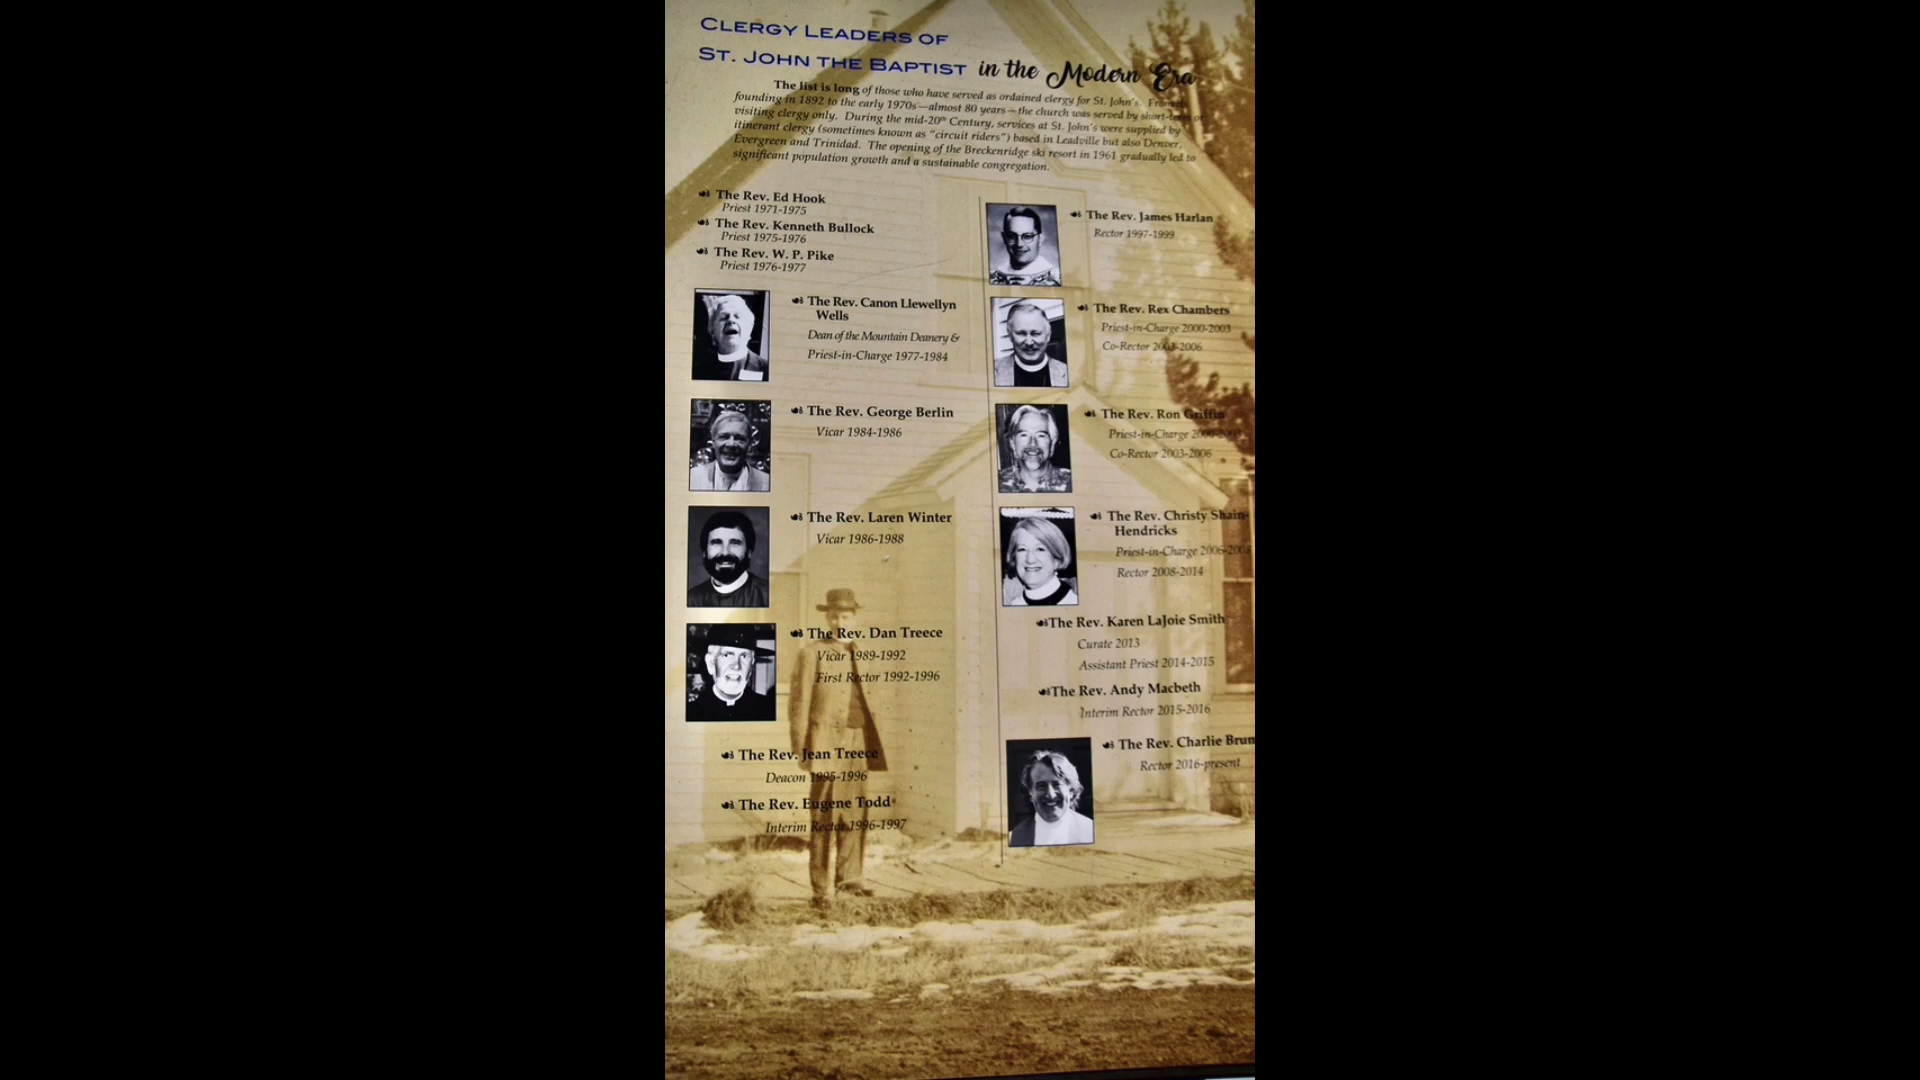 CLERGY LEADERS OF
ST. JOHN THE BAPTIST in the Modern Era
The list is long of those who have served as ordained clergy for St. John's. From its
founding in 1892 to the early 1970s—almost 80 years—the church was served by short-term or
visiting clergy only. During the mid-20th Century, services at St. John's were supplied by
itinerant clergy (sometimes known as "circuit riders") based in Leadville but also Denver,
Evergreen and Trinidad. The opening of the Breckenridge ski resort in 1961 gradually led to
significant population growth and a sustainable congregation.
The Rev. Ed Hook
Priest 1971-1975
The Rev. Kenneth Bullock
Priest 1975-1976
The Rev. W. P. Pike
Priest 1976-1977
The Rev. Canon Llewellyn
Wells
Dean of the Mountain Deanery &
Priest-in-Charge 1977-1984
The Rev. George Berlin
Vicar 1984-1986
The Rev. Laren Winter
Vicar 1986-1988
The Rev. Dan Treece
Vicar 1989-1992
First Rector 1992-1996
The Rev. Jean Treece
Deacon 1995-1996
The Rev. Eugene Todd
Interim Rector 1996-1997
The Rev. James Harlan
Rector 1997-1999
The Rev. Rex Chambers
Priest-in-Charge 2000-2003
Co-Rector 2003-2006
The Rev. Ron Griffin
Priest-in-Charge
Co-Rector 2003-2006
The Rev. Christy Shain-
Hendricks
Priest-in-Charge 2006-2008
Rector 2008-2014
The Rev. Karen LaJoie Smith
Curate 2013
Assistant Priest 2014-2015
The Rev. Andy Macbeth
Interim Rector 2015-2016
The Rev. Charlie Brum
Rector 2016-present